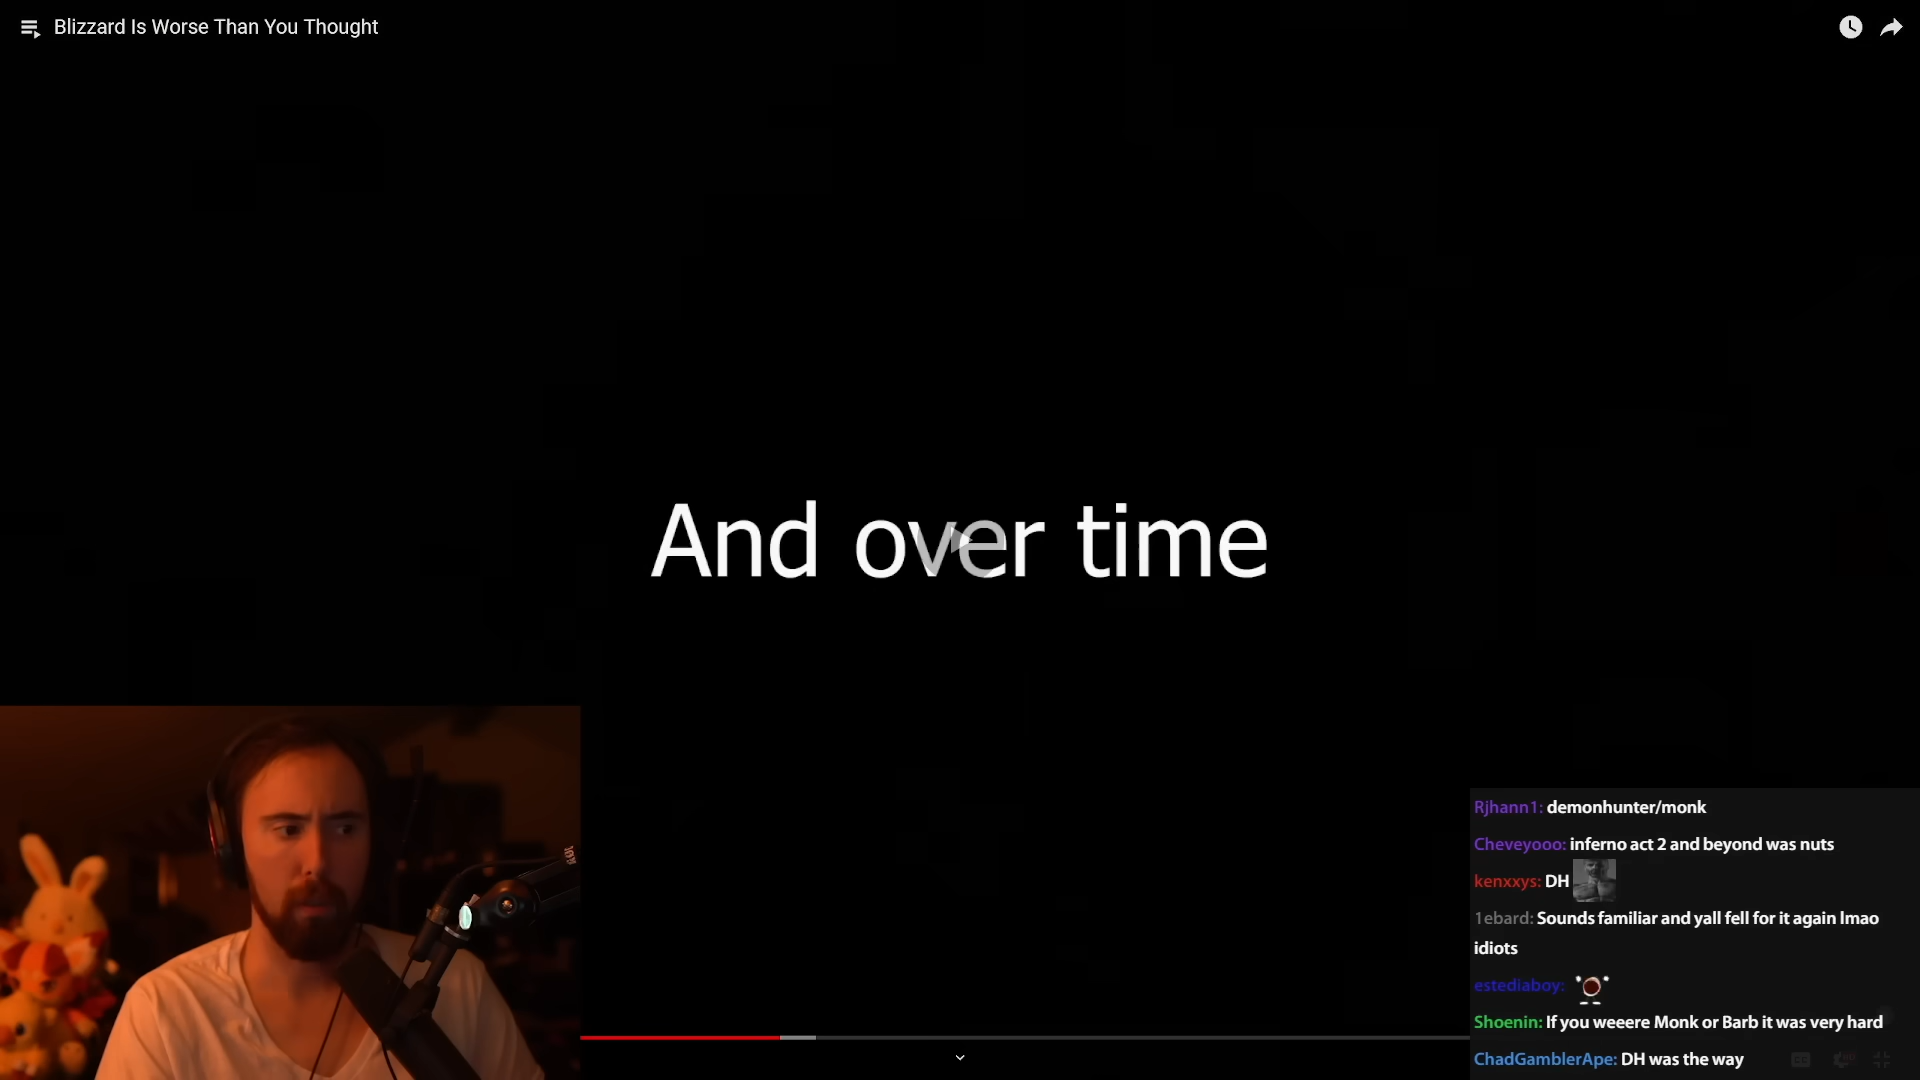 Blizzard Is Worse Than You Thought
And over time
Rjhann1: demonhunter/monk
Cheveyooo: inferno act 2 and beyond was nuts
kenxxys: DH
1ebard: Sounds familiar and yall fell for it again lmao
idiots
estediaboy:
Shoenin: If you weeere Monk or Barb it was very hard
ChadGamblerApe: DH was the way